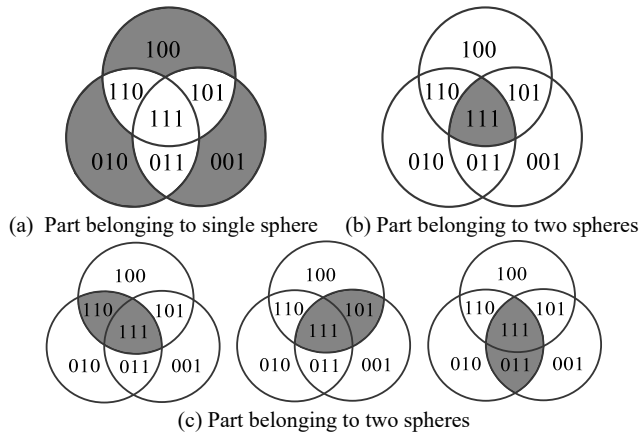 100 100
110 101 110 101
111 111
010 011 001 010 011 001
(a) Part belonging to single sphere (b) Part belonging to two spheres
100 100 100
110 101 110 101 110 101
111 111 111
010 011 001 010 011 001 010 011 001
(c) Part belonging to two spheres